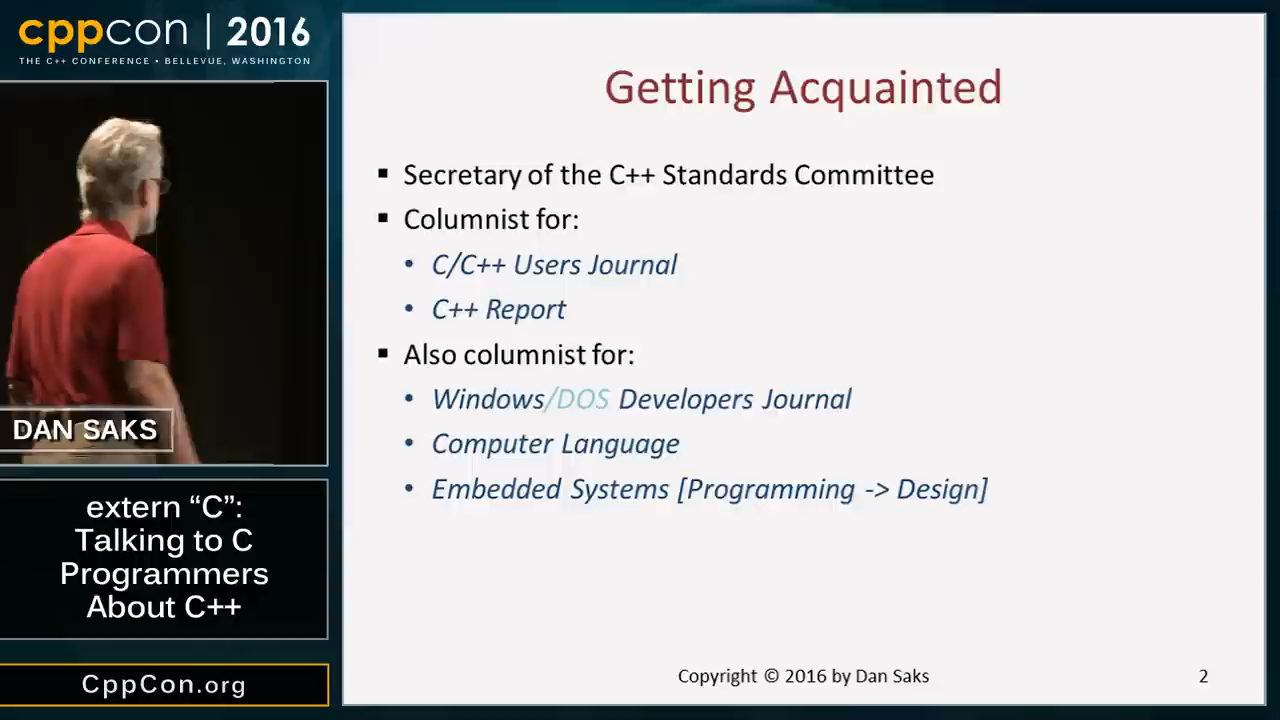 cppcon | 2016
THE C++ CONFERENCE • BELLEVUE, WASHINGTON
DAN SAKS
extern “C”:
Talking to C
Programmers
About C++
CppCon.org
Getting Acquainted
▪ Secretary of the C++ Standards Committee
▪ Columnist for:
• C/C++ Users Journal
• C++ Report
▪ Also columnist for:
• Windows/DOS Developers Journal
• Computer Language
• Embedded Systems [Programming -> Design]
Copyright © 2016 by Dan Saks
2